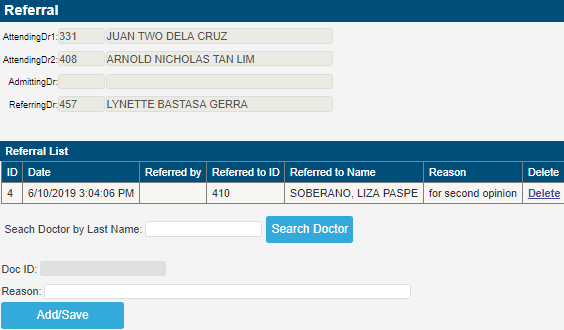 Referral
AttendingDr1: 331 JUAN TWO DELA CRUZ
AttendingDr2: 408 ARNOLD NICHOLAS TAN LIM
AdmittingDr:
ReferringDr: 457 LYNETTE BASTASA GERRA
Referral List
ID Date Referred by Referred to ID Referred to Name Reason Delete
4 6/10/2019 3:04:06 PM 410 SOBERANO, LIZA PASPE for second opinion Delete
Seach Doctor by Last Name: Search Doctor
Doc ID:
Reason:
Add/Save